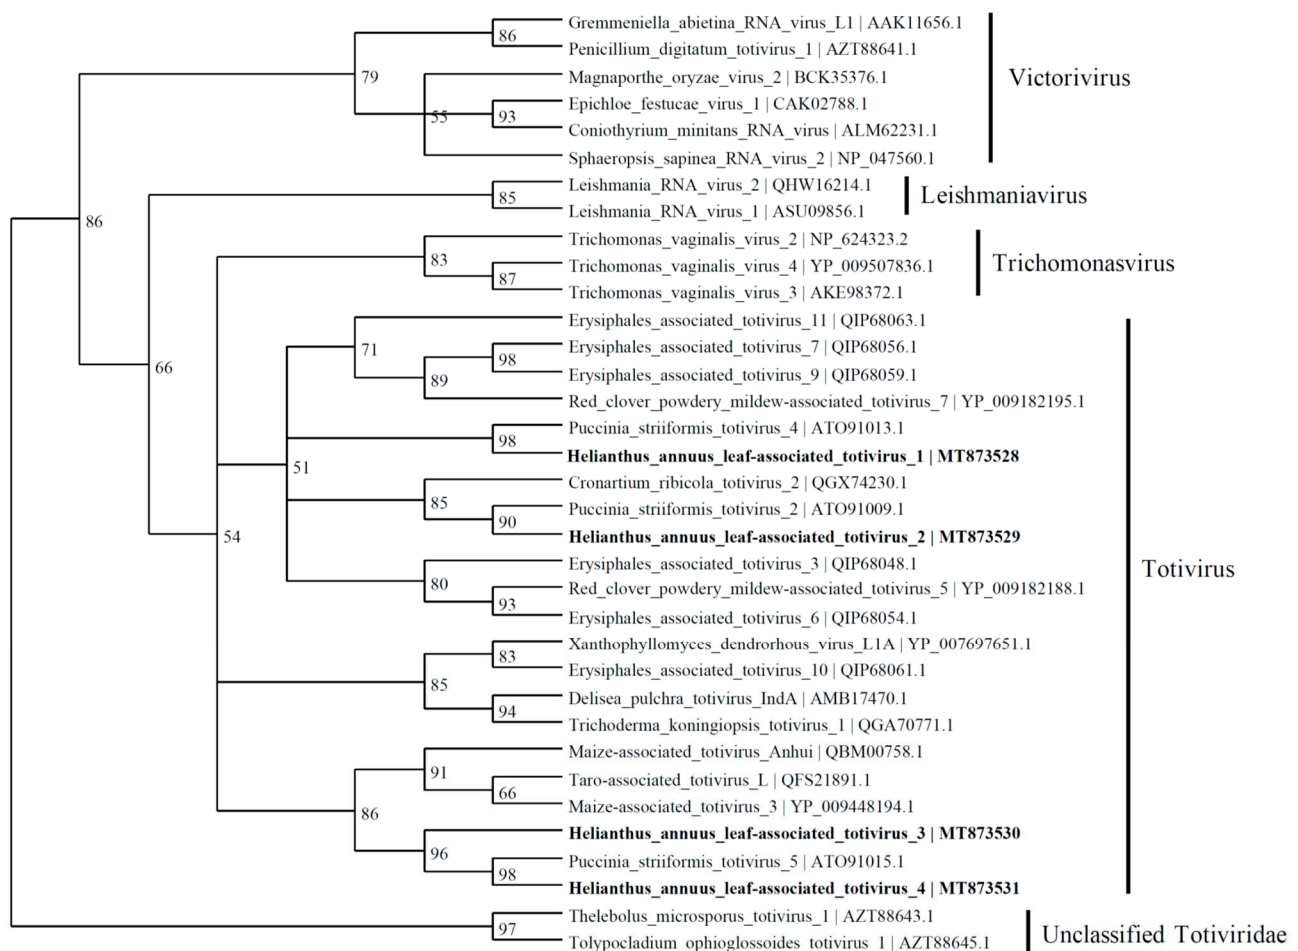 Gremmeniella_abietina_RNA_virus_L1 | AAK11656.1
86
Penicillium_digitatum_totivirus_1 | AZT88641.1
79
Magnaporthe_oryzae_virus_2 | BCK35376.1
Victorivirus
Epichloe_festucae_virus_1 | CAK02788.1
55
93
Coniothyrium_minitans_RNA_virus | ALM62231.1
Sphaeropsis_sapinea_RNA_virus_2 | NP_047560.1
Leishmania_RNA_virus_2 | QHW16214.1
85
Leishmaniavirus
Leishmania_RNA_virus_1 | ASU09856.1
86
Trichomonas_vaginalis_virus_2 | NP_624323.2
83
Trichomonas_vaginalis_virus_4 | YP_009507836.1
Trichomonasvirus
87
Trichomonas_vaginalis_virus_3 | AKE98372.1
Erysiphales_associated_totivirus_11 | QIP68063.1
71
Erysiphales_associated_totivirus_7 | QIP68056.1
98
66
Erysiphales_associated_totivirus_9 | QIP68059.1
89
Red_clover_powdery_mildew-associated_totivirus_7 | YP_009182195.1
Puccinia_striiformis_totivirus_4 | ATO91013.1
98
Helianthus_annuus_leaf-associated_totivirus_1 | MT873528
51
Cronartium_ribicola_totivirus_2 | QGX74230.1
85
Puccinia_striiformis_totivirus_2 | ATO91009.1
90
54
Helianthus_annuus_leaf-associated_totivirus_2 | MT873529
Erysiphales_associated_totivirus_3 | QIP68048.1
Totivirus
80
Red_clover_powdery_mildew-associated_totivirus_5 | YP_009182188.1
93
Erysiphales_associated_totivirus_6 | QIP68054.1
Xanthophyllomyces_dendrorhous_virus_L1A | YP_007697651.1
83
Erysiphales_associated_totivirus_10 | QIP68061.1
85
Delisea_pulchra_totivirus_IndA | AMB17470.1
94
Trichoderma_koningiopsis_totivirus_1 | QGA70771.1
Maize-associated_totivirus_Anhui | QBM00758.1
91
Taro-associated_totivirus_L | QFS21891.1
66
Maize-associated_totivirus_3 | YP_009448194.1
86
Helianthus_annuus_leaf-associated_totivirus_3 | MT873530
96
Puccinia_striiformis_totivirus_5 | ATO91015.1
98
Helianthus_annuus_leaf-associated_totivirus_4 | MT873531
Thelebolus_microsporus_totivirus_1 | AZT88643.1
97
Unclassified Totiviridae
Tolypocladium_ophioglossoides_totivirus_1 | AZT88645.1